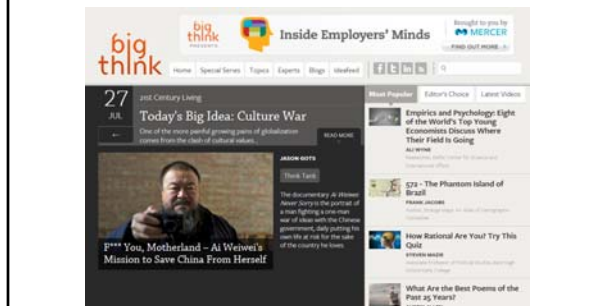 big think
PRESENTS
Inside Employers' Minds
Brought to you by
MERCER
FIND OUT MORE
big
think
Home Special Series Topics Experts Blogs Ideafeed
27
JUL
21st Century Living
Today's Big Idea: Culture War
One of the more painful growing pains of globalization
comes from the clash of cultural values..
READ MORE
F*** You, Motherland – Ai Weiwei's
Mission to Save China From Herself
JASON GOTS
Think Tank
The documentary Ai Weiwei
Never Sorry is the portrait of
a man fighting a one-man
war of ideas with the Chinese
government, daily putting his
own life at risk for the sake
of the country he loves.
Most Popular Editor's Choice Latest Videos
Empirics and Psychology: Eight
of the World's Top Young
Economists Discuss Where
Their Field Is Going
ALI WYNE
572 - The Phantom Island of
Brazil
FRANK JACOBS
How Rational Are You? Try This
Quiz
STEVEN MAZIE
What Are the Best Poems of the
Past 25 Years?